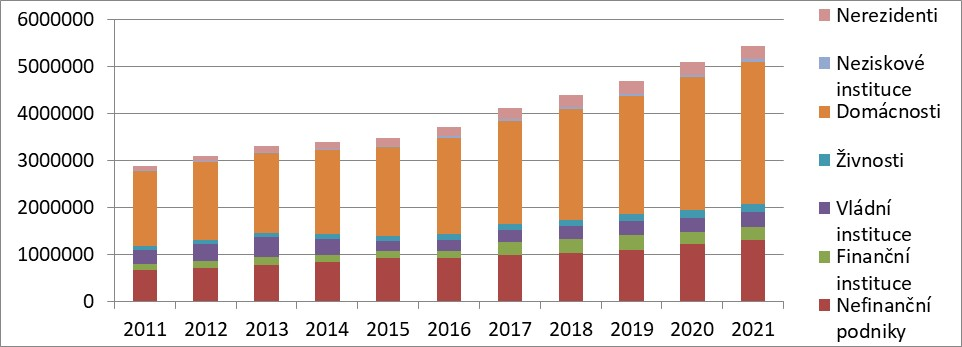 6000000
5000000
4000000
3000000
2000000
1000000
0
2011 2012 2013 2014 2015 2016 2017 2018 2019 2020 2021
Nerezidenti
Neziskové
instituce
Domácnosti
Živnosti
Vládní
instituce
Finanční
instituce
Nefinanční
podniky